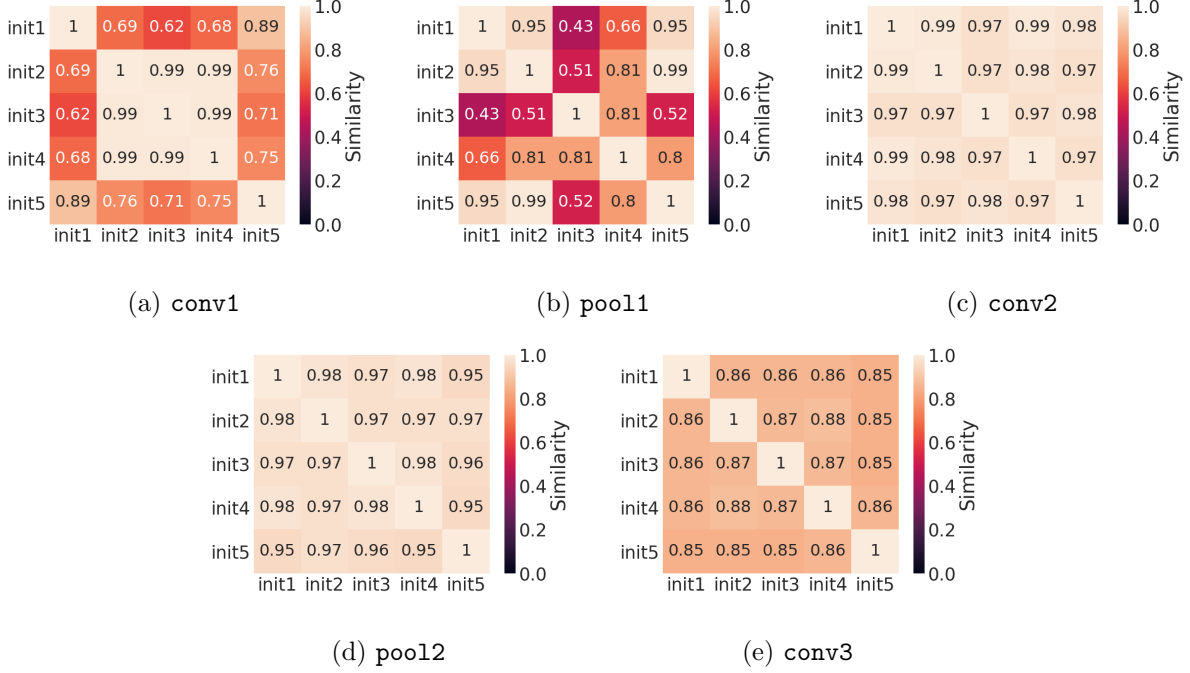 init1 1 0.69 0.62 0.68 0.89
init2 0.69 1 0.99 0.99 0.76
init3 0.62 0.99 1 0.99 0.71
init4 0.68 0.99 0.99 1 0.75
init5 0.89 0.76 0.71 0.75 1
init1 init2 init3 init4 init5
1.0
0.8
0.6
0.4
0.2
0.0
Similarity
(a) conv1
init1 1 0.95 0.43 0.66 0.95
init2 0.95 1 0.51 0.81 0.99
init3 0.43 0.51 1 0.81 0.52
init4 0.66 0.81 0.81 1 0.8
init5 0.95 0.99 0.52 0.8 1
init1 init2 init3 init4 init5
1.0
0.8
0.6
0.4
0.2
0.0
Similarity
(b) pool1
init1 1 0.99 0.97 0.99 0.98
init2 0.99 1 0.97 0.98 0.97
init3 0.97 0.97 1 0.97 0.98
init4 0.99 0.98 0.97 1 0.97
init5 0.98 0.97 0.98 0.97 1
init1 init2 init3 init4 init5
1.0
0.8
0.6
0.4
0.2
0.0
Similarity
(c) conv2
init1 1 0.98 0.97 0.98 0.95
init2 0.98 1 0.97 0.97 0.97
init3 0.97 0.97 1 0.98 0.96
init4 0.98 0.97 0.98 1 0.95
init5 0.95 0.97 0.96 0.95 1
init1 init2 init3 init4 init5
1.0
0.8
0.6
0.4
0.2
0.0
Similarity
(d) pool2
init1 1 0.86 0.86 0.86 0.85
init2 0.86 1 0.87 0.88 0.85
init3 0.86 0.87 1 0.87 0.85
init4 0.86 0.88 0.87 1 0.86
init5 0.85 0.85 0.85 0.86 1
init1 init2 init3 init4 init5
1.0
0.8
0.6
0.4
0.2
0.0
Similarity
(e) conv3